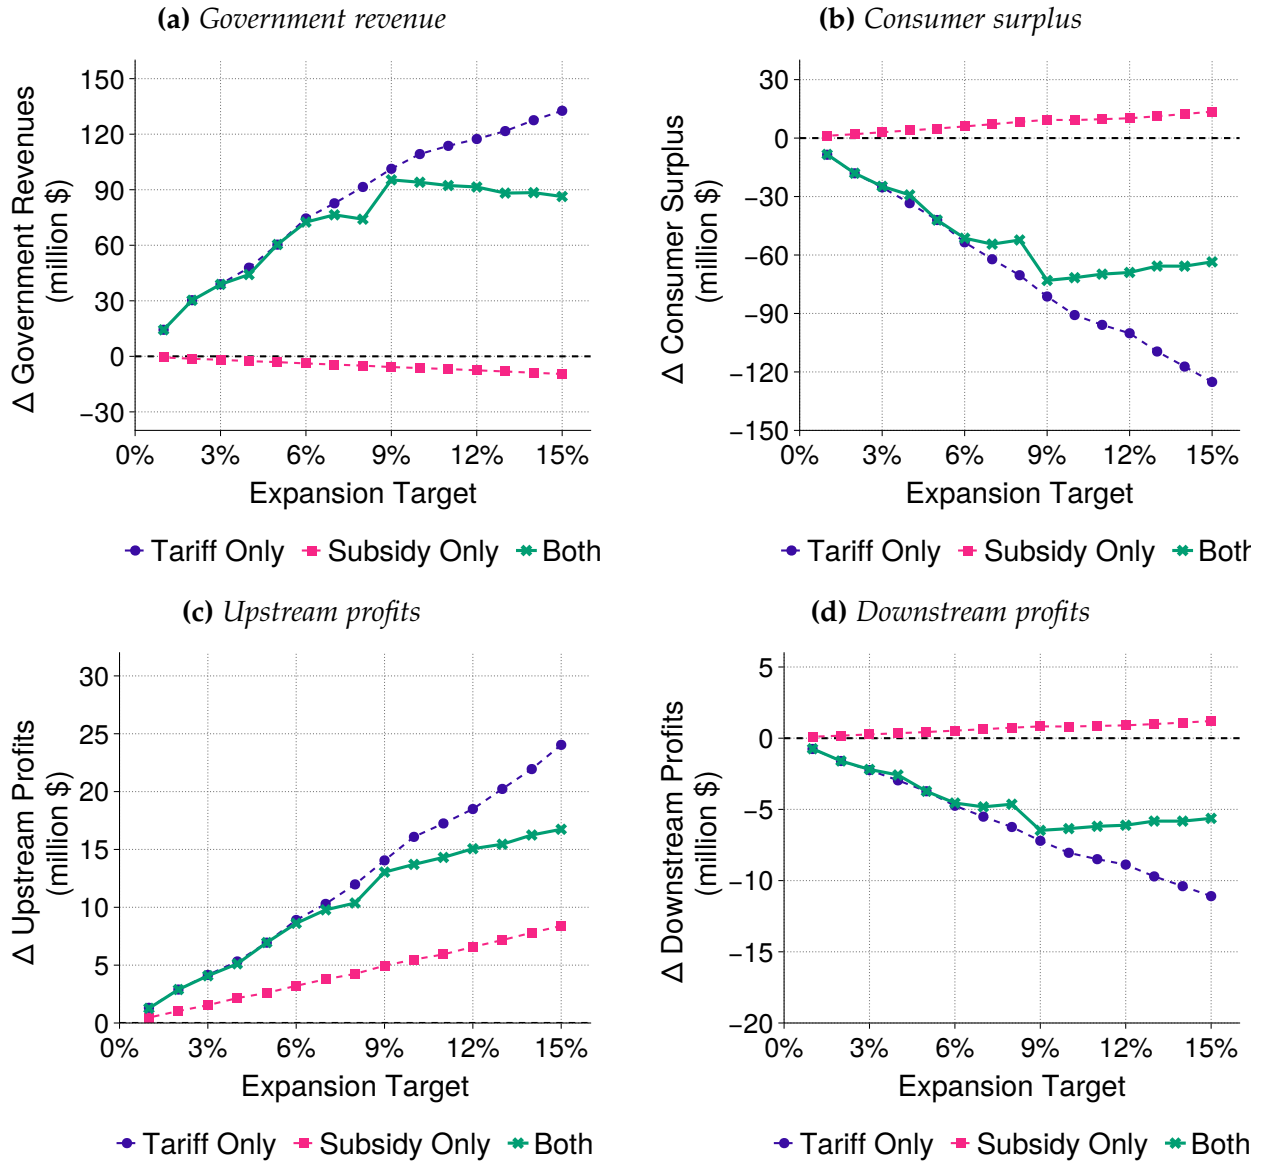 (a) Government revenue
Δ Government Revenues
(million $)
150
120
90
60
30
0
−30
0% 3% 6% 9% 12% 15%
Expansion Target
Tariff Only Subsidy Only Both
(b) Consumer surplus
Δ Consumer Surplus
(million $)
30
0
−30
−60
−90
−120
−150
0% 3% 6% 9% 12% 15%
Expansion Target
Tariff Only Subsidy Only Both
(c) Upstream profits
Δ Upstream Profits
(million $)
30
25
20
15
10
5
0
0% 3% 6% 9% 12% 15%
Expansion Target
Tariff Only Subsidy Only Both
(d) Downstream profits
Δ Downstream Profits
(million $)
5
0
−5
−10
−15
−20
0% 3% 6% 9% 12% 15%
Expansion Target
Tariff Only Subsidy Only Both